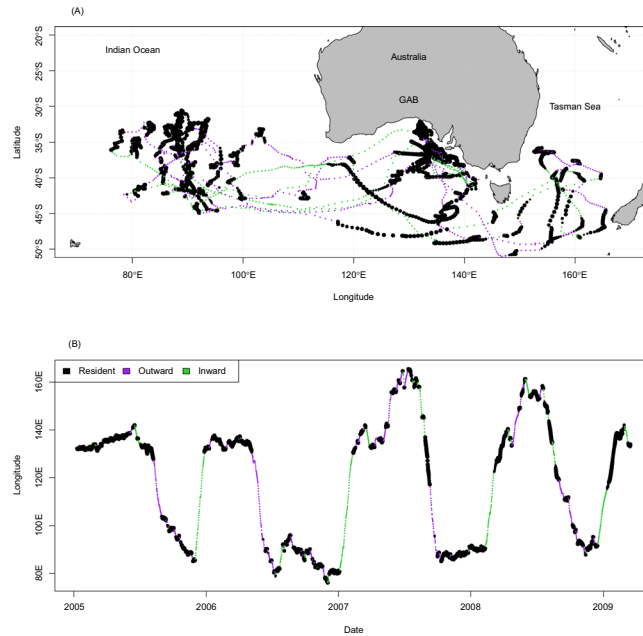 (A)
20°S
25°S
30°S
35°S
40°S
45°S
50°S
Latitude
Indian Ocean
Australia
GAB
Tasman Sea
80°E
100°E
120°E
140°E
160°E
Longitude
(B)
Resident
Outward
Inward
160E
140E
120E
100E
80E
Longitude
2005
2006
2007
2008
2009
Date